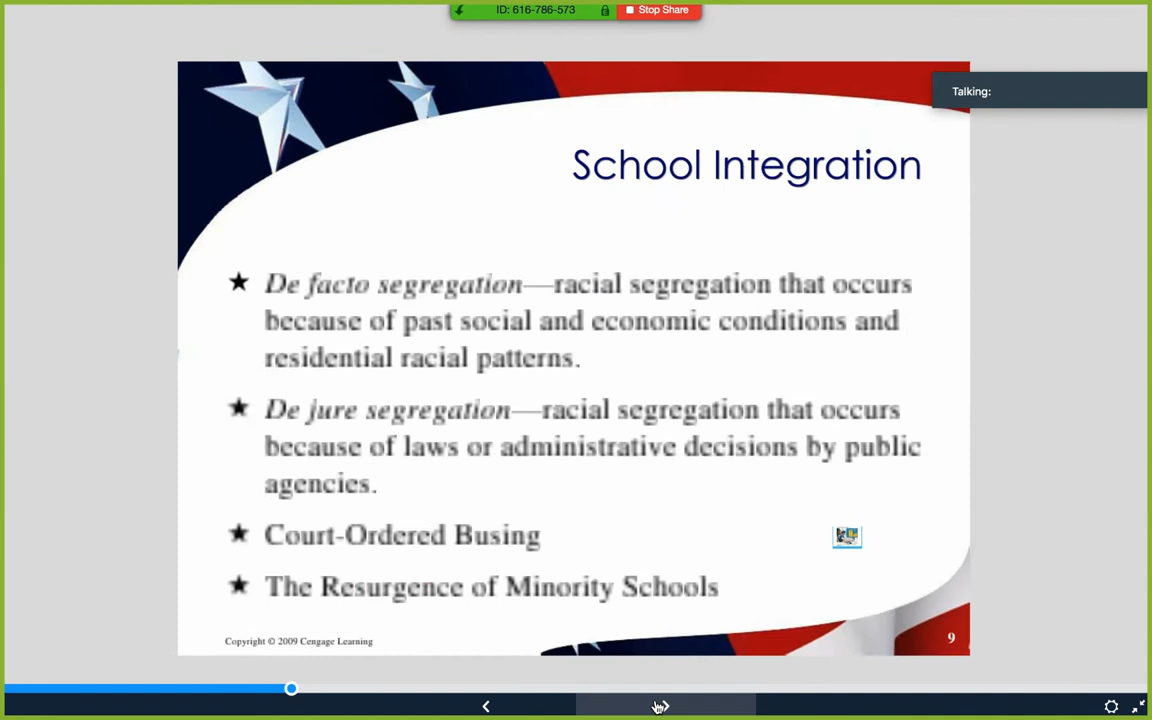 ID: 616-786-573
Stop Share
Talking:
School Integration
★ De facto segregation—racial segregation that occurs
because of past social and economic conditions and
residential racial patterns.
★ De jure segregation—racial segregation that occurs
because of laws or administrative decisions by public
agencies.
★ Court-Ordered Busing
★ The Resurgence of Minority Schools
Copyright © 2009 Cengage Learning
9